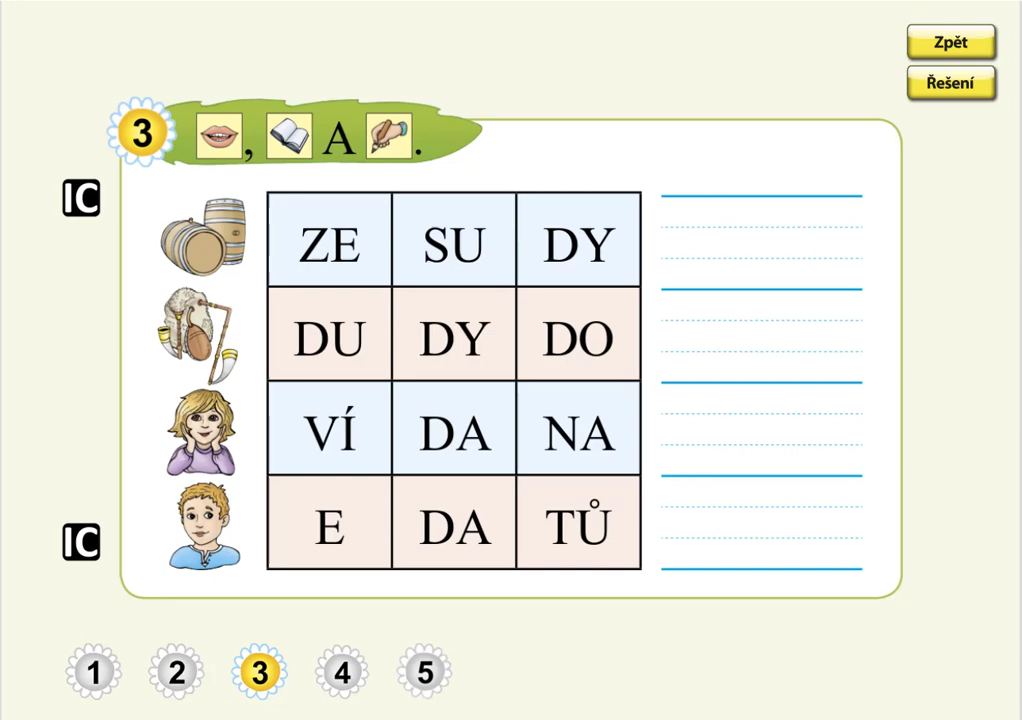 Zpět
Řešení
3 , A .
IC
ZE SU DY
DU DY DO
VÍ DA NA
E DA TŮ
IC
1 2 3 4 5